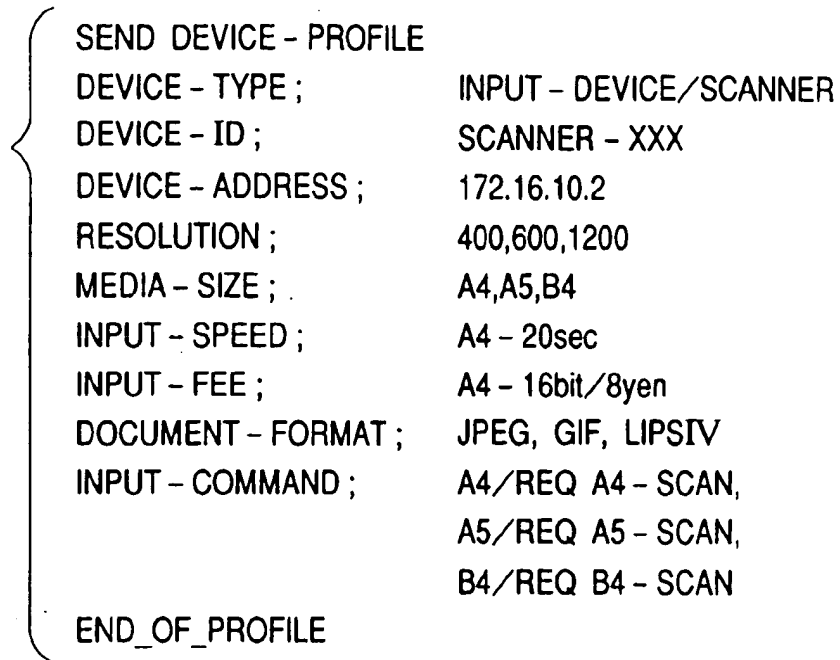 SEND DEVICE - PROFILE
DEVICE - TYPE ; INPUT - DEVICE/SCANNER
DEVICE - ID ; SCANNER - XXX
DEVICE - ADDRESS ; 172.16.10.2
RESOLUTION ; 400,600,1200
MEDIA - SIZE ; A4,A5,B4
INPUT - SPEED ; A4 - 20sec
INPUT - FEE ; A4 - 16bit/8yen
DOCUMENT - FORMAT ; JPEG, GIF, LIPSIV
INPUT - COMMAND ; A4/REQ A4 - SCAN,
A5/REQ A5 - SCAN,
B4/REQ B4 - SCAN
END_OF_PROFILE